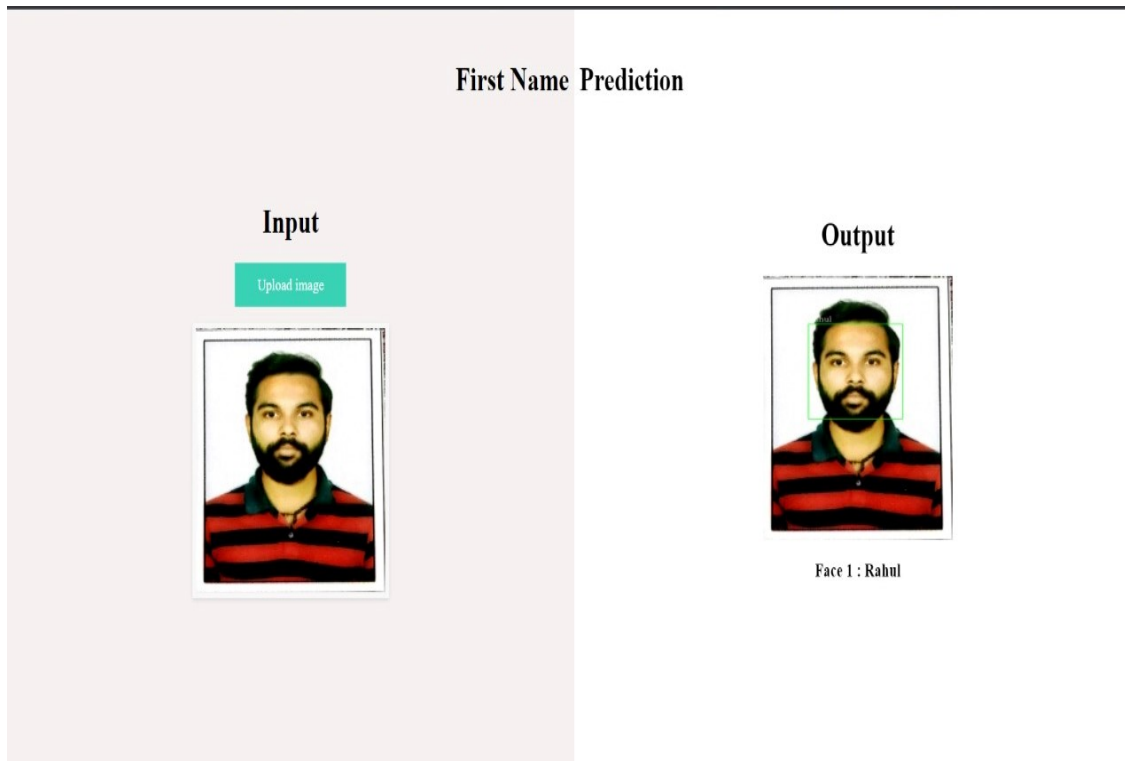 First Name Prediction
Input
Upload image
Output
Face 1 : Rahul